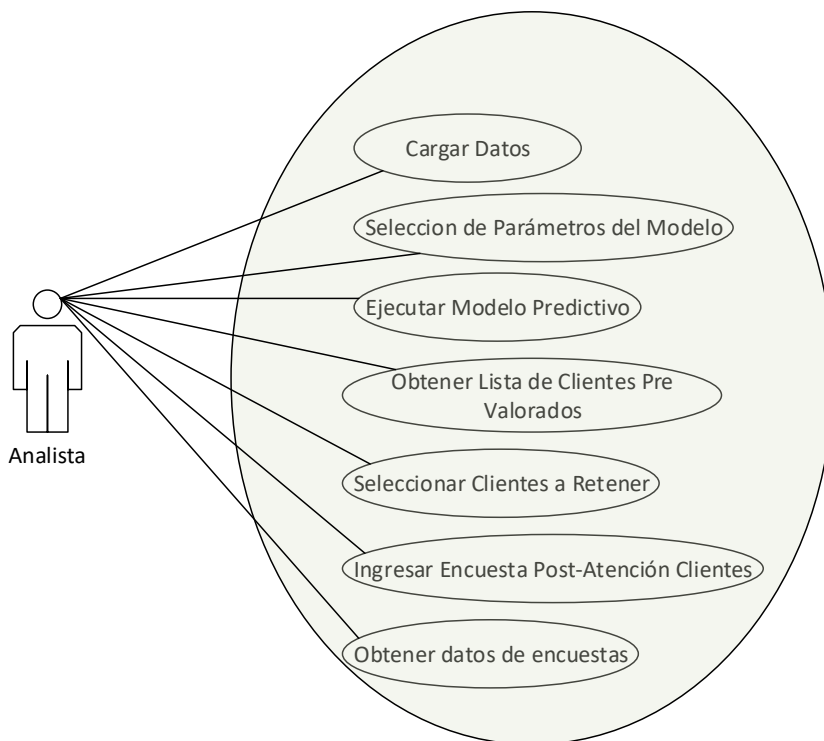 Cargar Datos
Seleccion de Parámetros del Modelo
Ejecutar Modelo Predictivo
Obtener Lista de Clientes Pre
Valorados
Analista
Seleccionar Clientes a Retener
Ingresar Encuesta Post-Atención Clientes
Obtener datos de encuestas